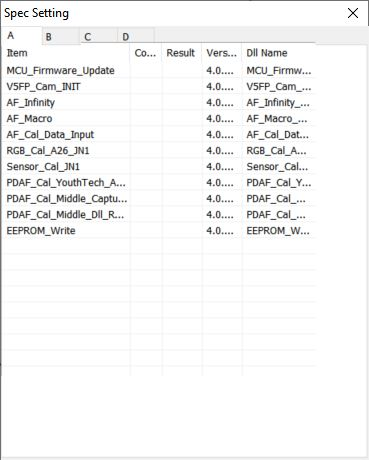 Spec Setting
A B C D
Item Co... Result Vers... Dll Name
MCU_Firmware_Update 4.0.... MCU_Firmw...
V5FP_Cam_INIT 4.0.... V5FP_Cam_...
AF_Infinity 4.0.... AF_Infinity_...
AF_Macro 4.0.... AF_Macro_...
AF_Cal_Data_Input 4.0.... AF_Cal_Dat...
RGB_Cal_A26_JN1 4.0.... RGB_Cal_A...
Sensor_Cal_JN1 4.0.... Sensor_Cal...
PDAF_Cal_YouthTech_A... 4.0.... PDAF_Cal_Y...
PDAF_Cal_Middle_Captu... 4.0.... PDAF_Cal_...
PDAF_Cal_Middle_Dll_R... 4.0.... PDAF_Cal_...
EEPROM_Write 4.0.... EEPROM_W...